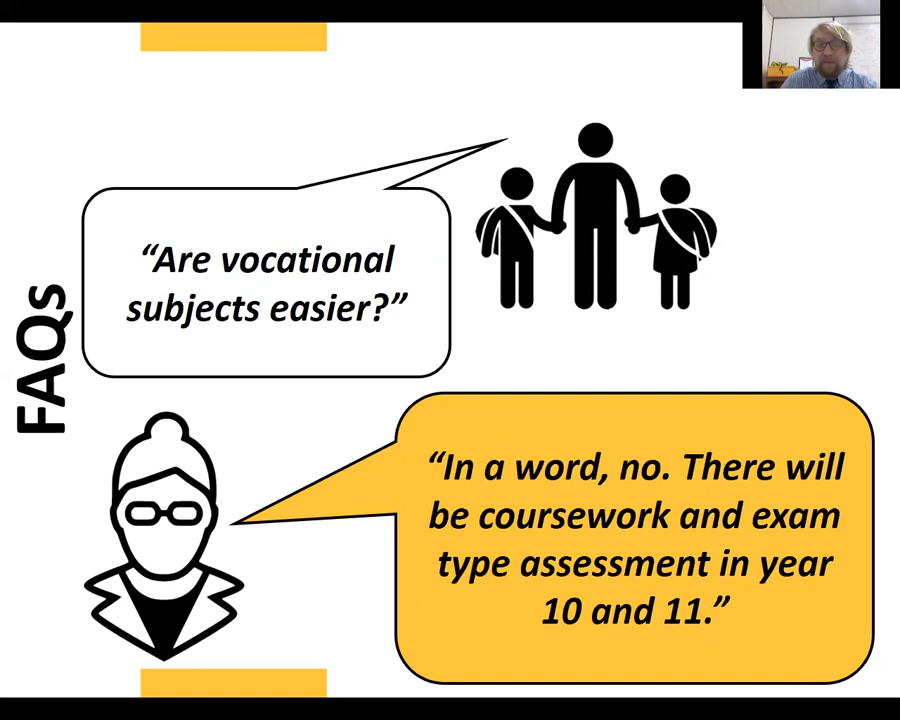 FAQs
“Are vocational
subjects easier?”
“In a word, no. There will
be coursework and exam
type assessment in year
10 and 11.”